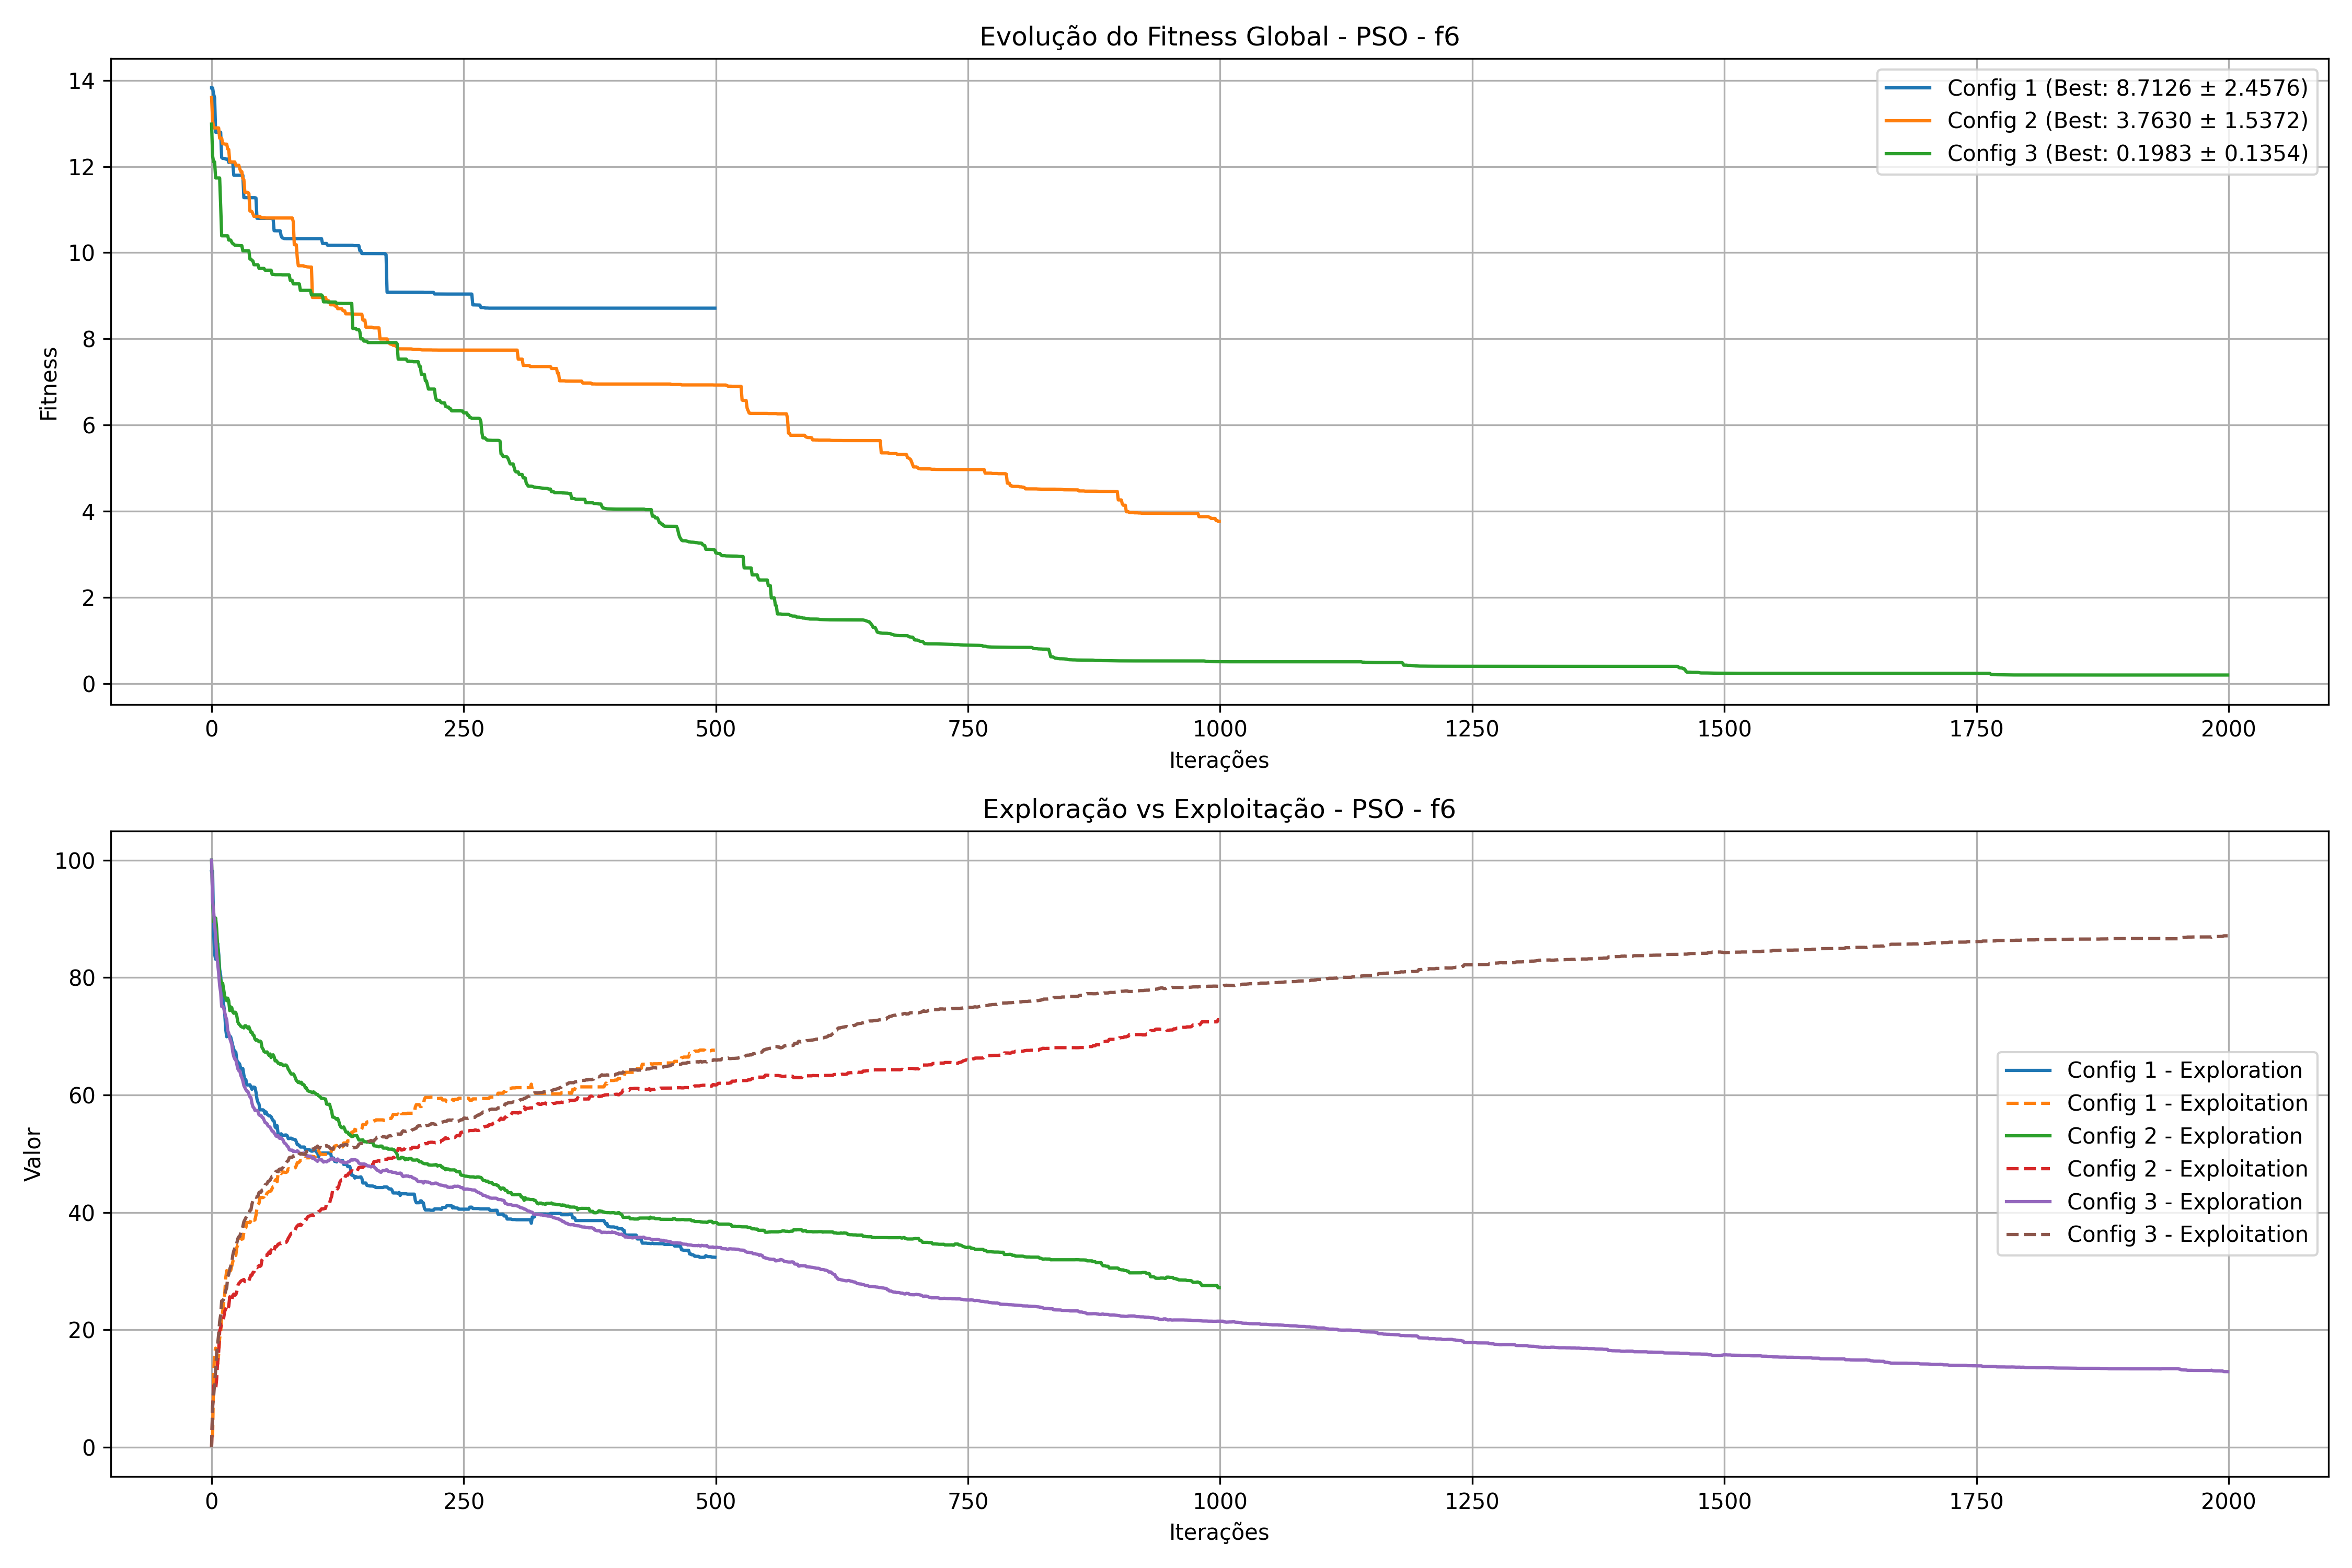 Evolução do Fitness Global - PSO - f6
Fitness
14
12
10
8
6
4
2
0
Config 1 (Best: 8.7126 ± 2.4576)
Config 2 (Best: 3.7630 ± 1.5372)
Config 3 (Best: 0.1983 ± 0.1354)
0 250 500 750 1000 1250 1500 1750 2000
Iterações
Exploração vs Exploitação - PSO - f6
Valor
100
80
60
40
20
0
Config 1 - Exploration
Config 1 - Exploitation
Config 2 - Exploration
Config 2 - Exploitation
Config 3 - Exploration
Config 3 - Exploitation
0 250 500 750 1000 1250 1500 1750 2000
Iterações